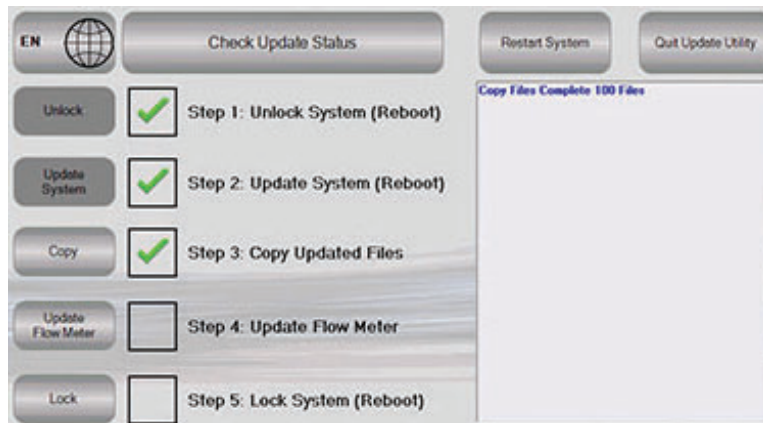 EN
Check Update Status
Restart System
Quit Update Utility
Unlock
Step 1: Unlock System (Reboot)
Copy Files Complete 100 Files
Update
System
Step 2: Update System (Reboot)
Copy
Step 3: Copy Updated Files
Update
Flow Meter
Step 4: Update Flow Meter
Lock
Step 5: Lock System (Reboot)